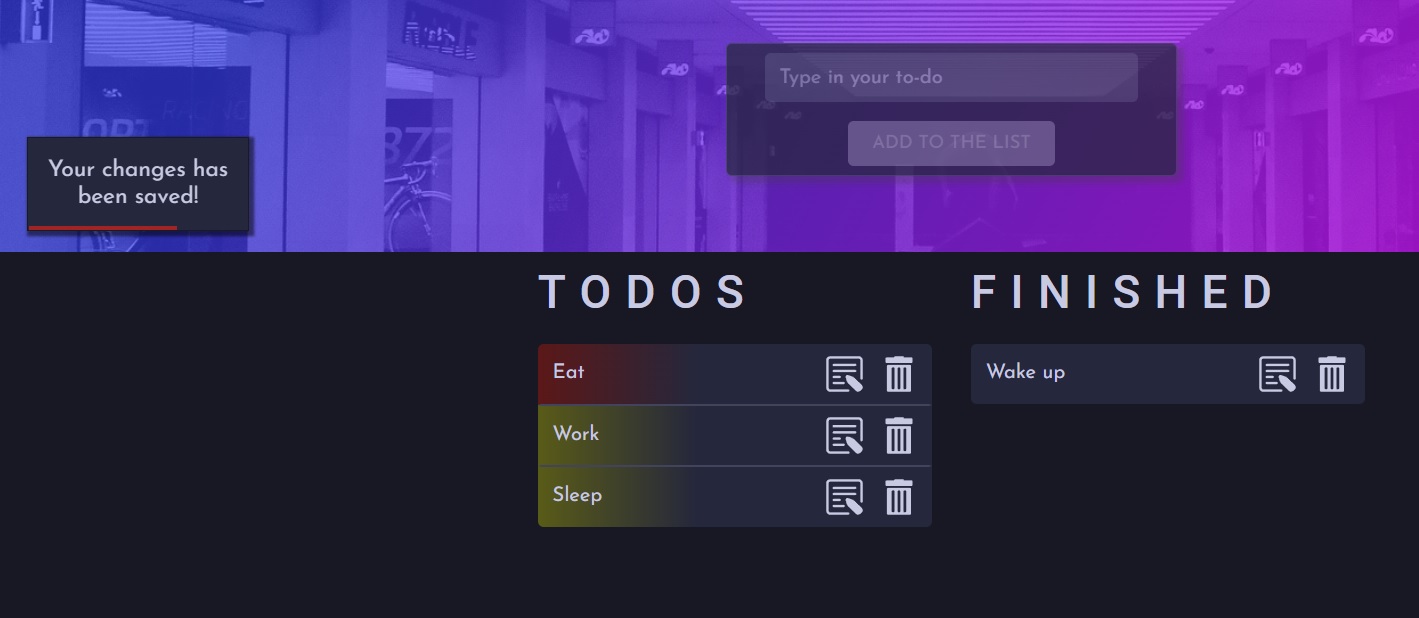 Type in your to-do
ADD TO THE LIST
Your changes has
been saved!
872
TODOS
FINISHED
Eat
Work
Sleep
Wake up